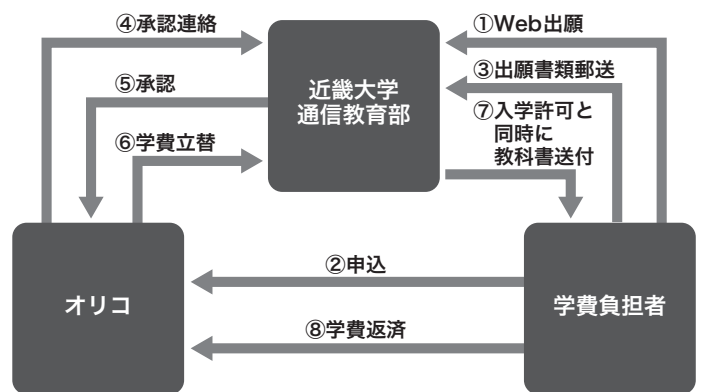 ④承認連絡
①Web出願
⑤承認
近畿大学
通信教育部
③出願書類郵送
⑥学費立替
⑦入学許可と
同時に
教科書送付
②申込
オリコ
学費負担者
⑧学費返済